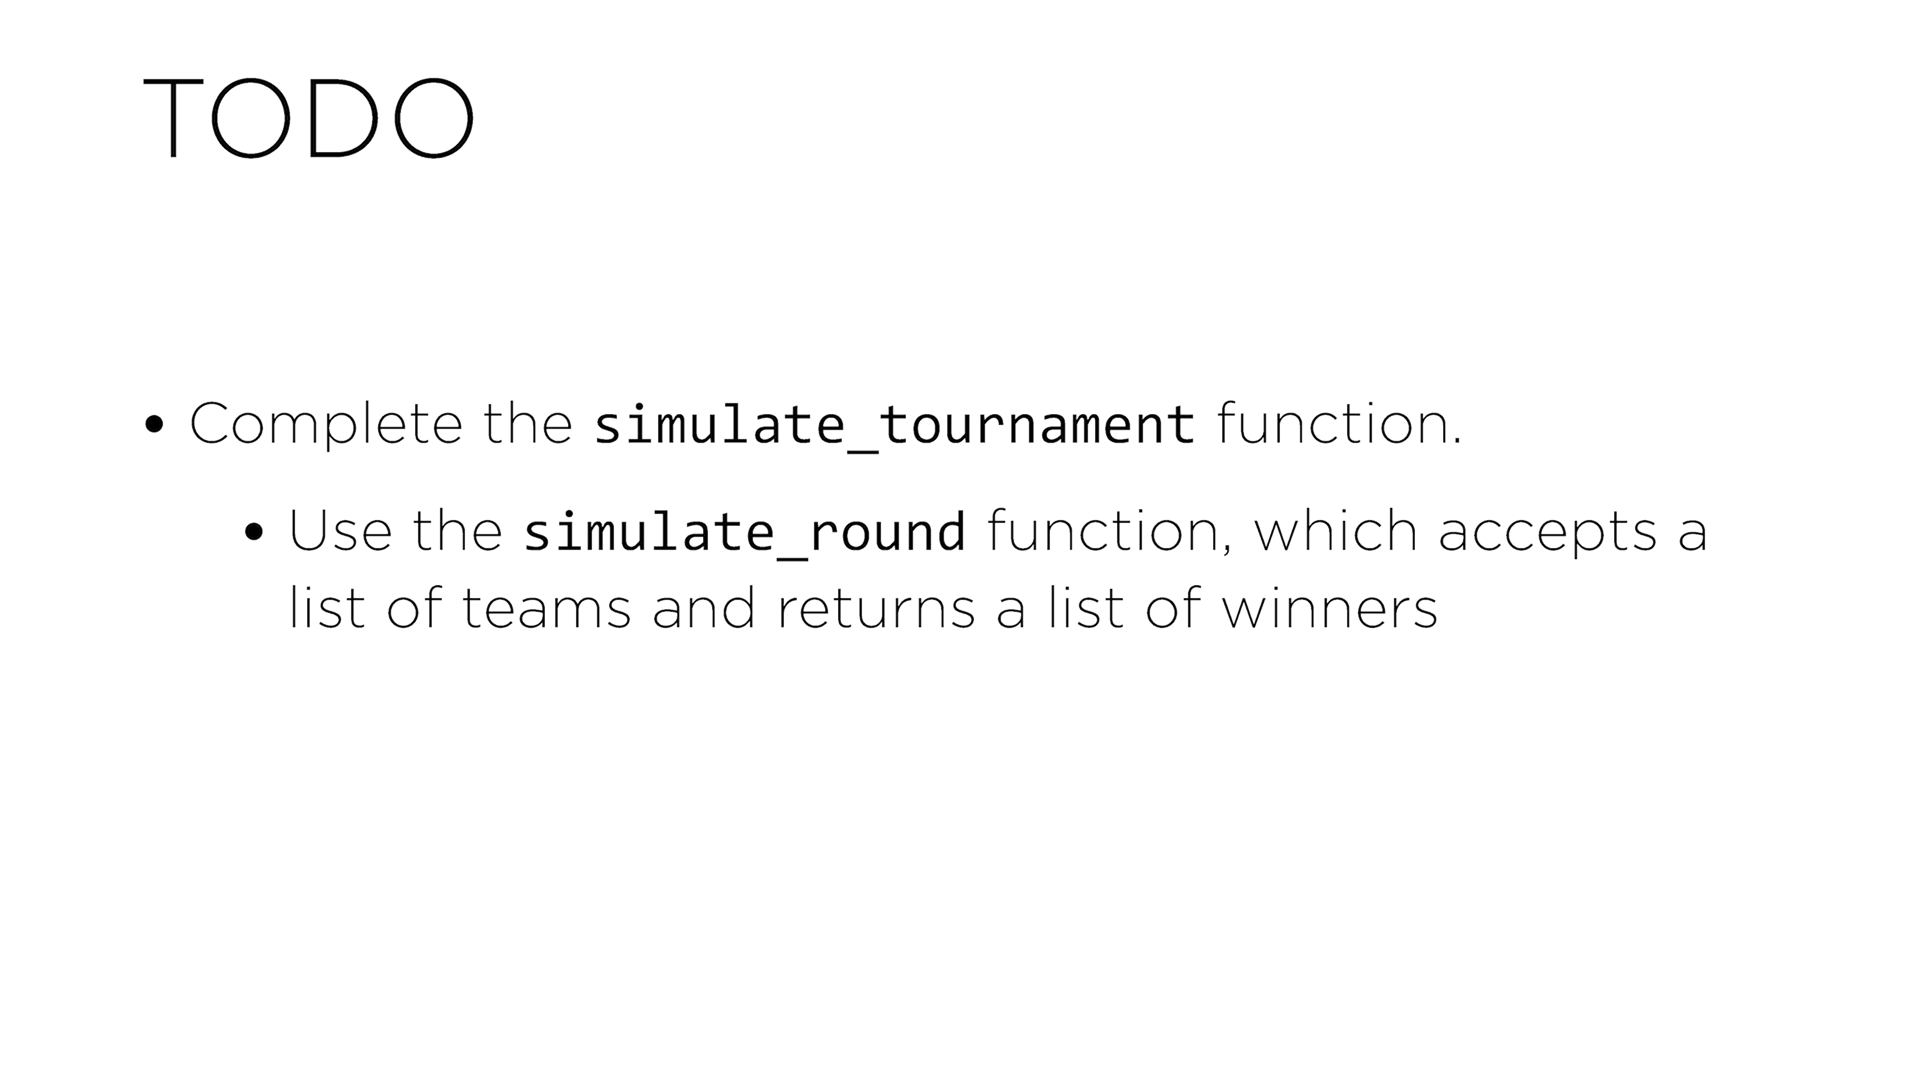 TODO
• Complete the simulate_tournament function.
• Use the simulate_round function, which accepts a
list of teams and returns a list of winners